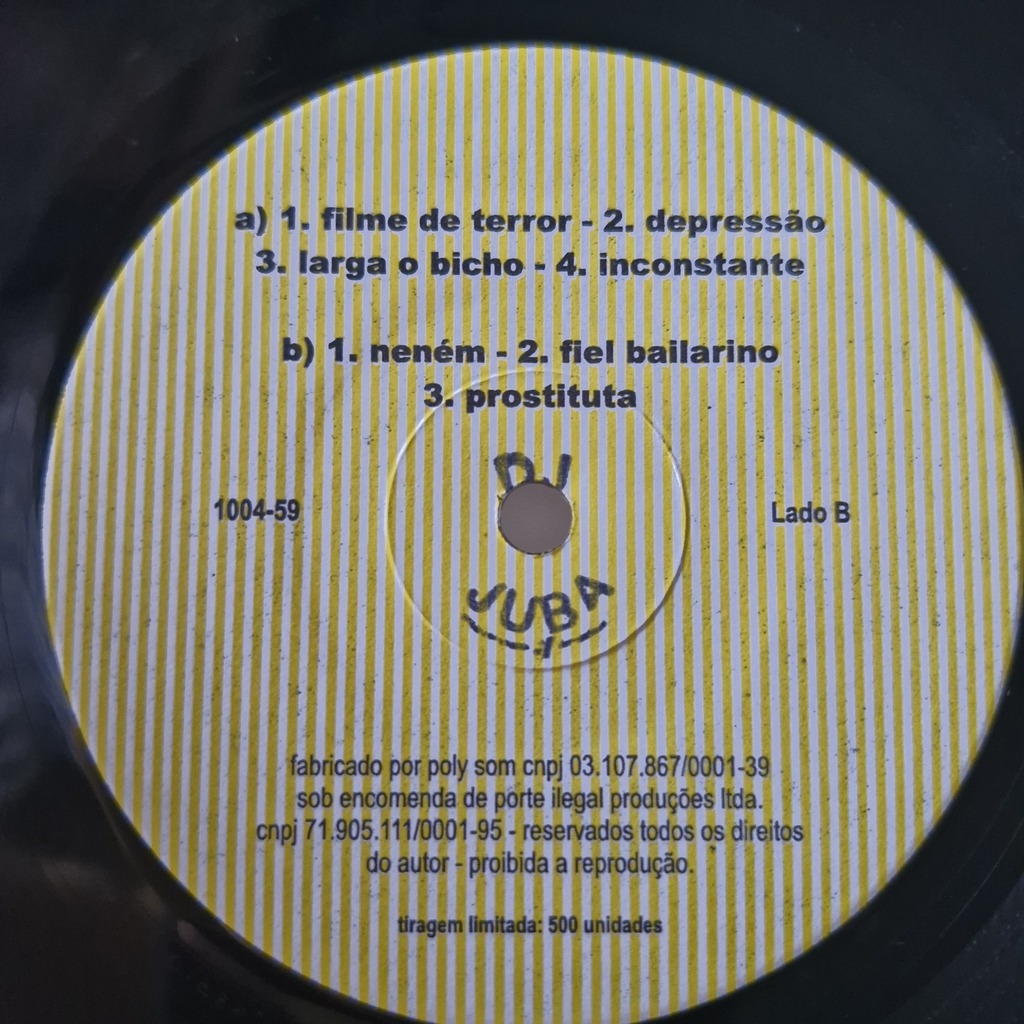 a) 1. filme de terror - 2. depressão
3. larga o bicho - 4. inconstante
b) 1. neném - 2. fiel bailarino
3. prostituta
DJ
1004-59
Lado B
JUBA
fabricado por poly som cnpj 03.107.867/0001-39
sob encomenda de porte ilegal produções ltda.
cnpj 71.905.111/0001-95 - reservados todos os direitos
do autor - proibida a reprodução.
tiragem limitada: 500 unidades